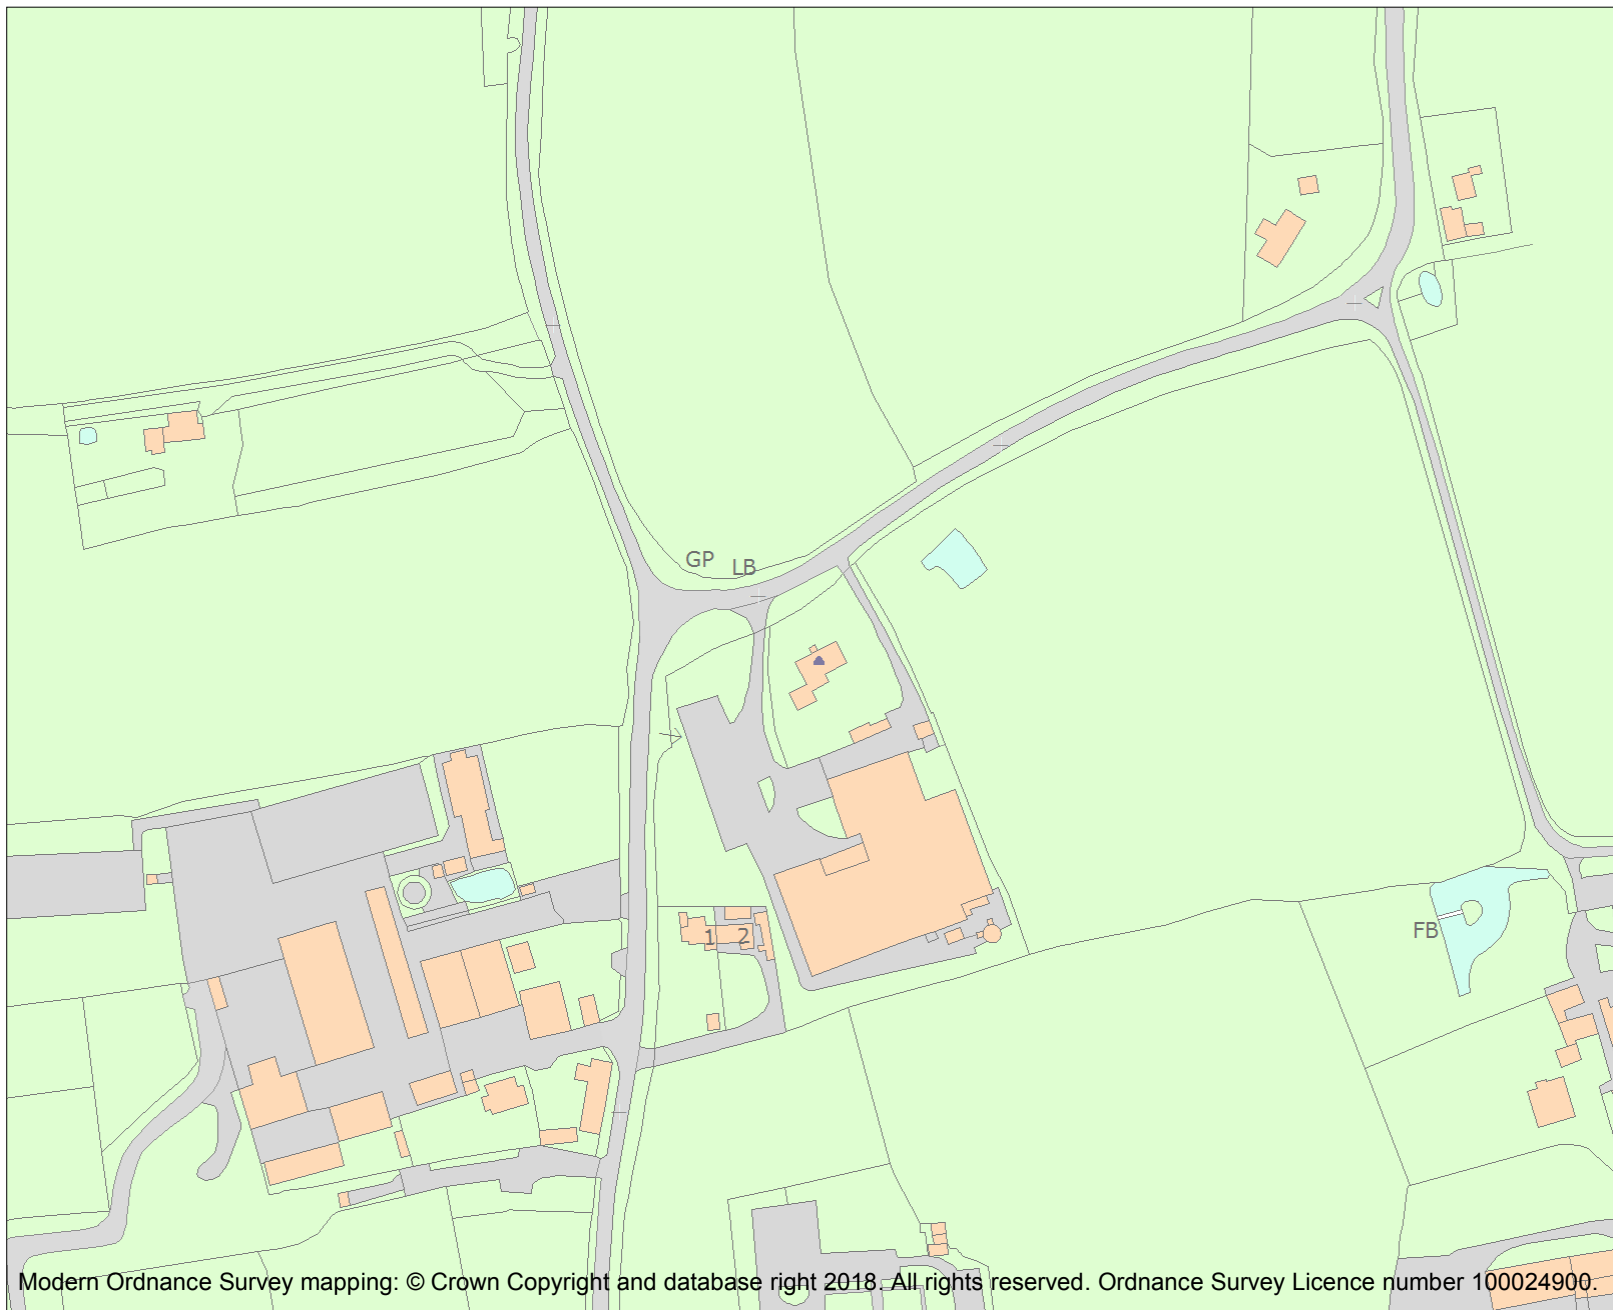 GP
LB
1 2
FB
Modern Ordnance Survey mapping: © Crown Copyright and database right 2018. All rights reserved. Ordnance Survey Licence number 100024900.